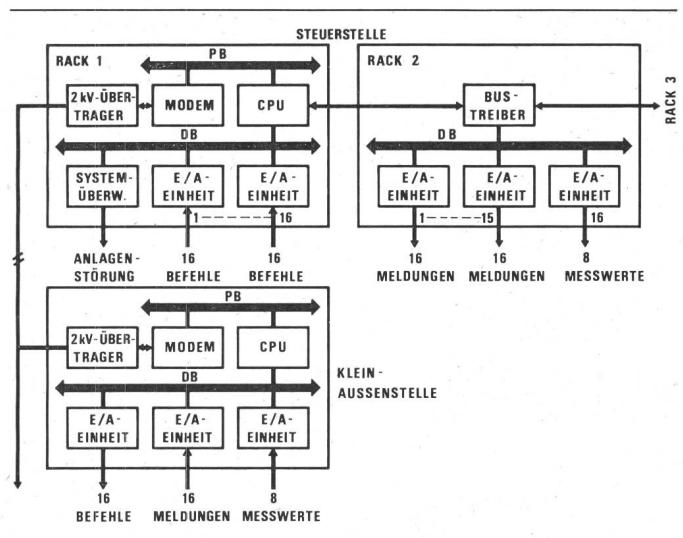 STEUERSTELLE
RACK 1
PB
2 kV-ÜBER-
TRAGER
MODEM
CPU
DB
SYSTEM-
ÜBERW.
E/A-
EINHEIT
E/A-
EINHEIT
1 ----- 16
ANLAGEN-
STÖRUNG
16
BEFEHLE
16
BEFEHLE
RACK 2
BUS-
TREIBER
RACK 3
DB
E/A-
EINHEIT
E/A-
EINHEIT
E/A-
EINHEIT
1 ----- 15
16
16
MELDUNGEN
16
MELDUNGEN
8
MESSWERTE
PB
2kV-ÜBER-
TRAGER
MODEM
CPU
DB
E/A-
EINHEIT
E/A-
EINHEIT
E/A-
EINHEIT
KLEIN-
AUSSENSTELLE
16
BEFEHLE
16
MELDUNGEN
8
MESSWERTE